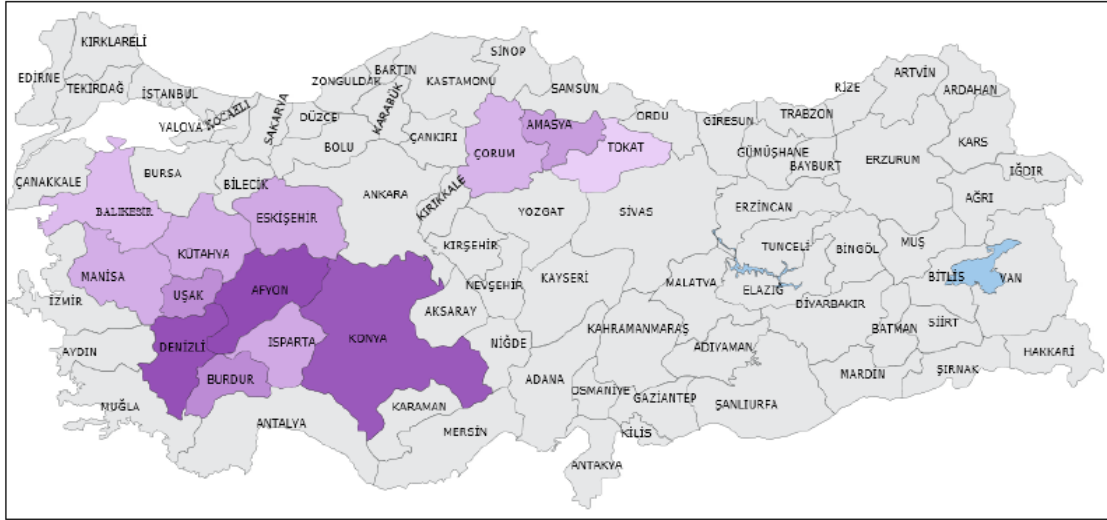 KIRKLARELİ
EDİRNE
TEKIRDAĞ
İSTANBUL
YALOVA
KOCAELİ
SAKARYA
DÜZCE
ZONGULDAK
BARTIN
KARABÜK
KASTAMONU
SİNOP
SAMSUN
ORDU
GİRESUN
TRABZON
RİZE
ARTVİN
ARDAHAN
KARS
IĞDIR
AĞRI
ERZURUM
BAYBURT
GÜMÜŞHANE
TOKAT
AMASYA
ÇORUM
ÇANKIRI
BOLU
BİLECİK
BURSA
ÇANAKKALE
BALIKESİR
KÜTAHYA
ESKİŞEHİR
ANKARA
KIRIKKALE
YOZGAT
SİVAS
ERZİNCAN
TUNCELİ
BİNGÖL
MUŞ
BİTLİS
VAN
ELAZIĞ
MALATYA
KAYSERİ
KIRŞEHİR
NEVŞEHİR
AKSARAY
AFYON
UŞAK
MANİSA
İZMİR
AYDIN
DENİZLİ
ISPARTA
KONYA
NİĞDE
KAHRAMANMARAŞ
ADIYAMAN
DİYARBAKIR
BATMAN
SİİRT
HAKKARİ
ŞIRNAK
MARDIN
ŞANLIURFA
GAZİANTEP
OSMANİYE
ADANA
KARAMAN
BURDUR
MUĞLA
ANTALYA
MERSİN
KİLİS
ANTAKYA